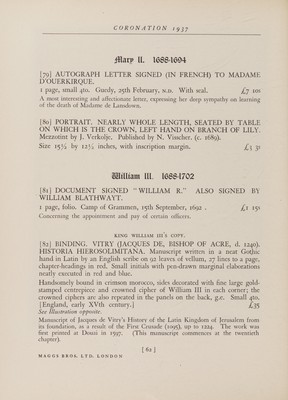 CORONATION 1937
Mary II. 1688-1694
[79] AUTOGRAPH LETTER SIGNED (IN FRENCH) TO MADAME
D'OUERKIRQUE.
1 page, small 4to. Guesly, 25th February, N.D. With seal. £7 10s
A most interesting and affectionate letter, expressing her deep sympathy on learning
of the death of Madame de Lansdown.
[80] PORTRAIT. NEARLY WHOLE LENGTH, SEATED BY TABLE
ON WHICH IS THE CROWN, LEFT HAND ON BRANCH OF LILY.
Mezzotint by J. Verkolje. Published by N. Visscher. (c. 1689).
Size 15½ by 12¼ inches, with inscription margin. £3 3s
William III. 1688-1702
[81] DOCUMENT SIGNED "WILLIAM R." ALSO SIGNED BY
WILLIAM BLATHWAYT.
1 page, folio. Camp of Grammen, 15th September, 1692 . £1 15s
Concerning the appointment and pay of certain officers.
KING WILLIAM III'S COPY.
[82] BINDING. VITRY (JACQUES DE, BISHOP OF ACRE, d. 1240).
HISTORIA HIEROSOLIMITANA. Manuscript written in a neat Gothic
hand in Latin by an English scribe on 92 leaves of vellum, 27 lines to a page,
chapter-headings in red. Small initials with pen-drawn marginal elaborations
neatly executed in red and blue.
Handsomely bound in crimson morocco, sides decorated with fine large gold-
stamped centrepiece and crowned cipher of William III in each corner; the
crowned ciphers are also repeated in the panels on the back, g.e. Small 4to.
[England, early XVth century.] £35
See Illustration opposite.
Manuscript of Jacques de Vitry's History of the Latin Kingdom of Jerusalem from
its foundation, as a result of the First Crusade (1095), up to 1224. The work was
first printed at Douai in 1597. (This manuscript commences at the twentieth
chapter).
[ 62 ]
MAGGS BROS. LTD. LONDON